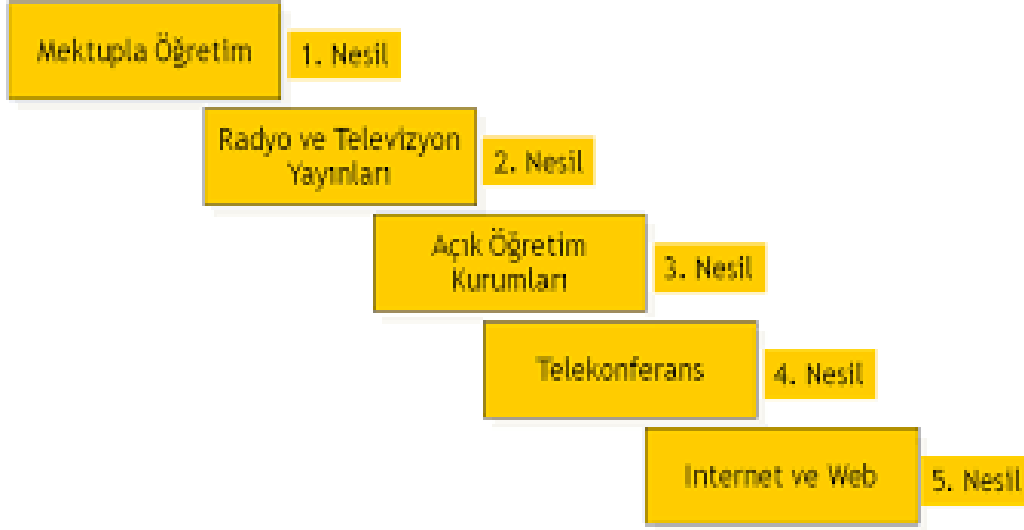 Mektupla Öğretim
1. Nesil
Radyo ve Televizyon
Yayınları
2. Nesil
Açık Öğretim
Kurumları
3. Nesil
Telekonferans
4. Nesil
Internet ve Web
5. Nesil